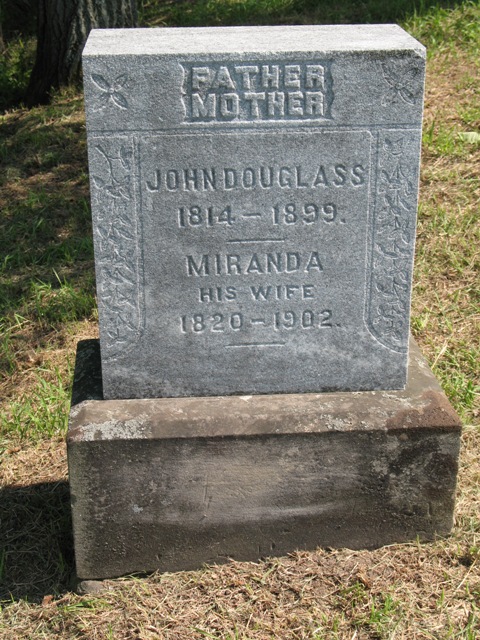 FATHER
MOTHER
JOHN DOUGLASS
1814 - 1899.
MIRANDA
HIS WIFE
1820 - 1902.